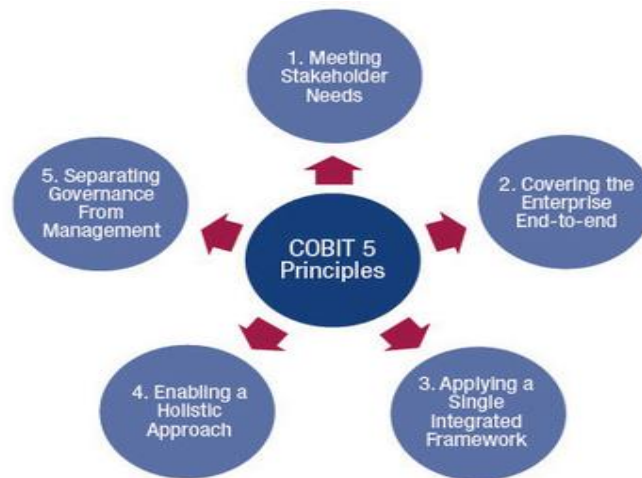 1. Meeting
Stakeholder
Needs
5. Separating
Governance
From
Management
2. Covering the
Enterprise
End-to-end
COBIT 5
Principles
4. Enabling a
Holistic
Approach
3. Applying a
Single
Integrated
Framework